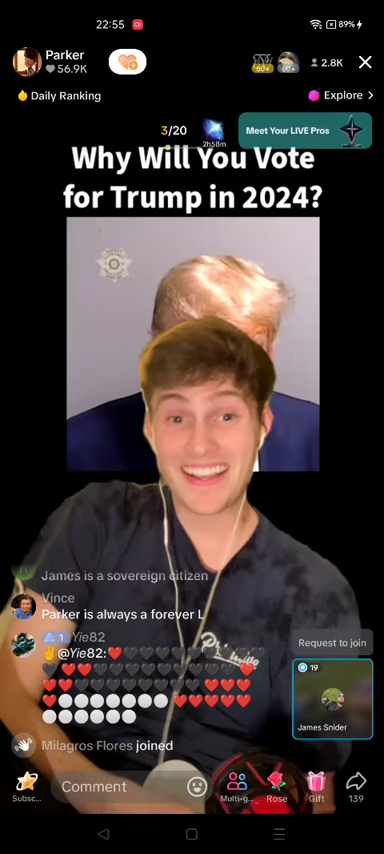 22:55
89%
Parker
56.9K
50+
60+
2.8K
Daily Ranking
Explore >
3/20
2h58m
Meet Your LIVE Pros
Why Will You Vote
for Trump in 2024?
James is a sovereign citizen
Vince
Parker is always a forever L
1 Yie82
@Yie82:
Request to join
19
James Snider
Milagros Flores joined
Comment
Subsc...
Multi-g...
Rose
Gift
139